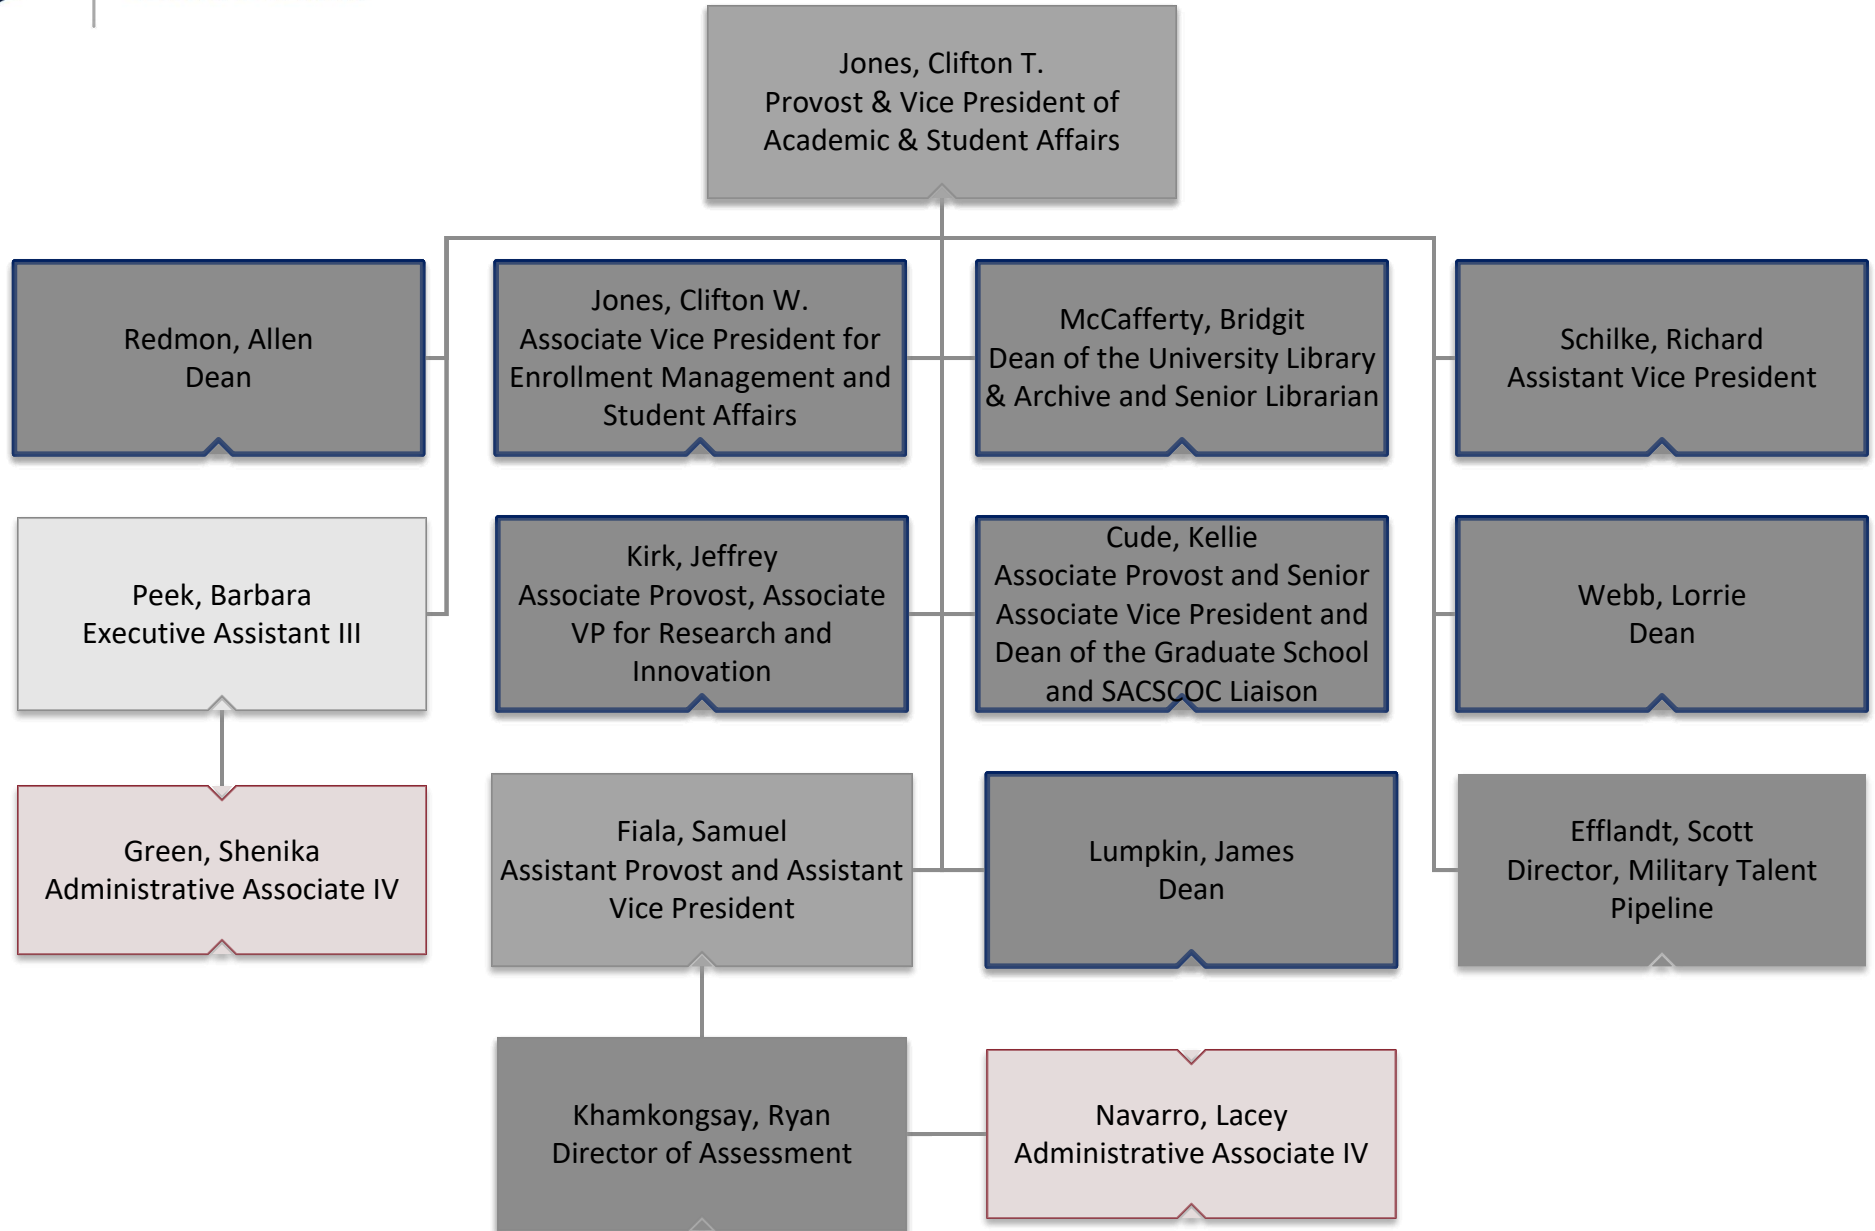 Jones, Clifton T.
Provost & Vice President of
Academic & Student Affairs
Redmon, Allen
Dean
Jones, Clifton W.
Associate Vice President for
Enrollment Management and
Student Affairs
McCafferty, Bridgit
Dean of the University Library
& Archive and Senior Librarian
Schilke, Richard
Assistant Vice President
Peek, Barbara
Executive Assistant III
Kirk, Jeffrey
Associate Provost, Associate
VP for Research and
Innovation
Cude, Kellie
Associate Provost and Senior
Associate Vice President and
Dean of the Graduate School
and SACSCOC Liaison
Webb, Lorrie
Dean
Green, Shenika
Administrative Associate IV
Fiala, Samuel
Assistant Provost and Assistant
Vice President
Lumpkin, James
Dean
Efflandt, Scott
Director, Military Talent
Pipeline
Khamkongsay, Ryan
Director of Assessment
Navarro, Lacey
Administrative Associate IV